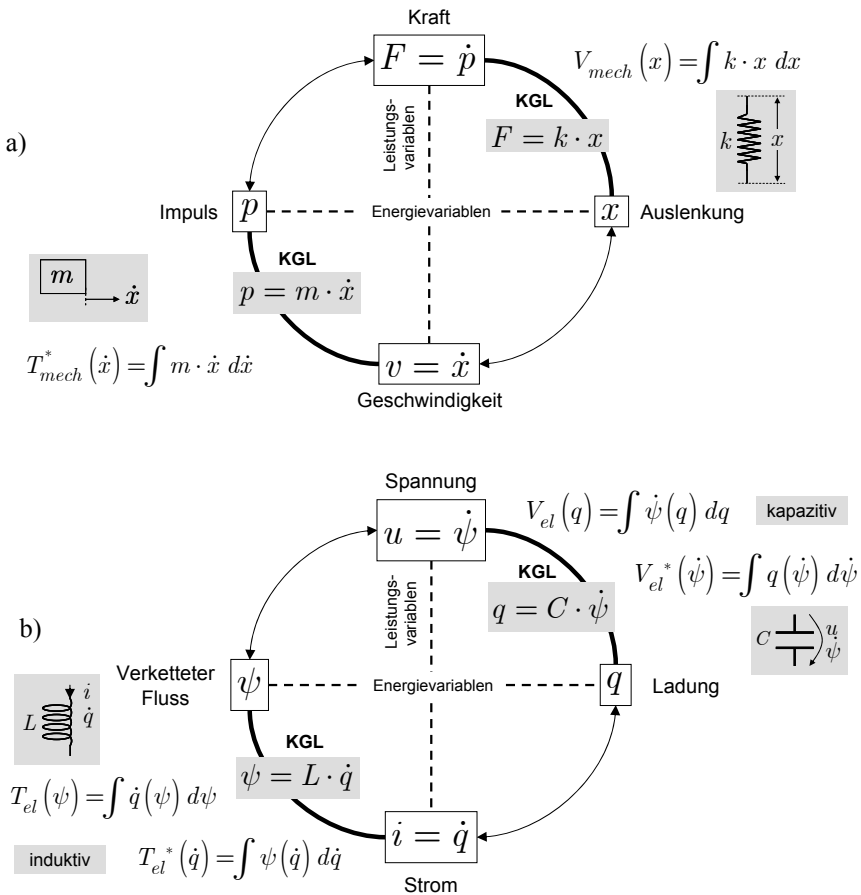 a)
Kraft
F = ṗ
V_mech (x) = ∫ k · x dx
KGL
F = k · x
k
x
Leistungs-
variablen
Impuls
p
Energievariablen
x
Auslenkung
m
ẋ
KGL
p = m · ẋ
T*_mech (ẋ) = ∫ m · ẋ dẋ
v = ẋ
Geschwindigkeit
b)
Spannung
u = ψ̇
V_el (q) = ∫ ψ̇ (q) dq
kapazitiv
V_el* (ψ̇) = ∫ q (ψ̇) dψ̇
KGL
q = C · ψ̇
C
u
ψ̇
Leistungs-
variablen
Verketteter
Fluss
ψ
Energievariablen
q
Ladung
i
L
q̇
KGL
ψ = L · q̇
T_el (ψ) = ∫ q̇ (ψ) dψ
i = q̇
induktiv
T_el* (q̇) = ∫ ψ (q̇) dq̇
Strom